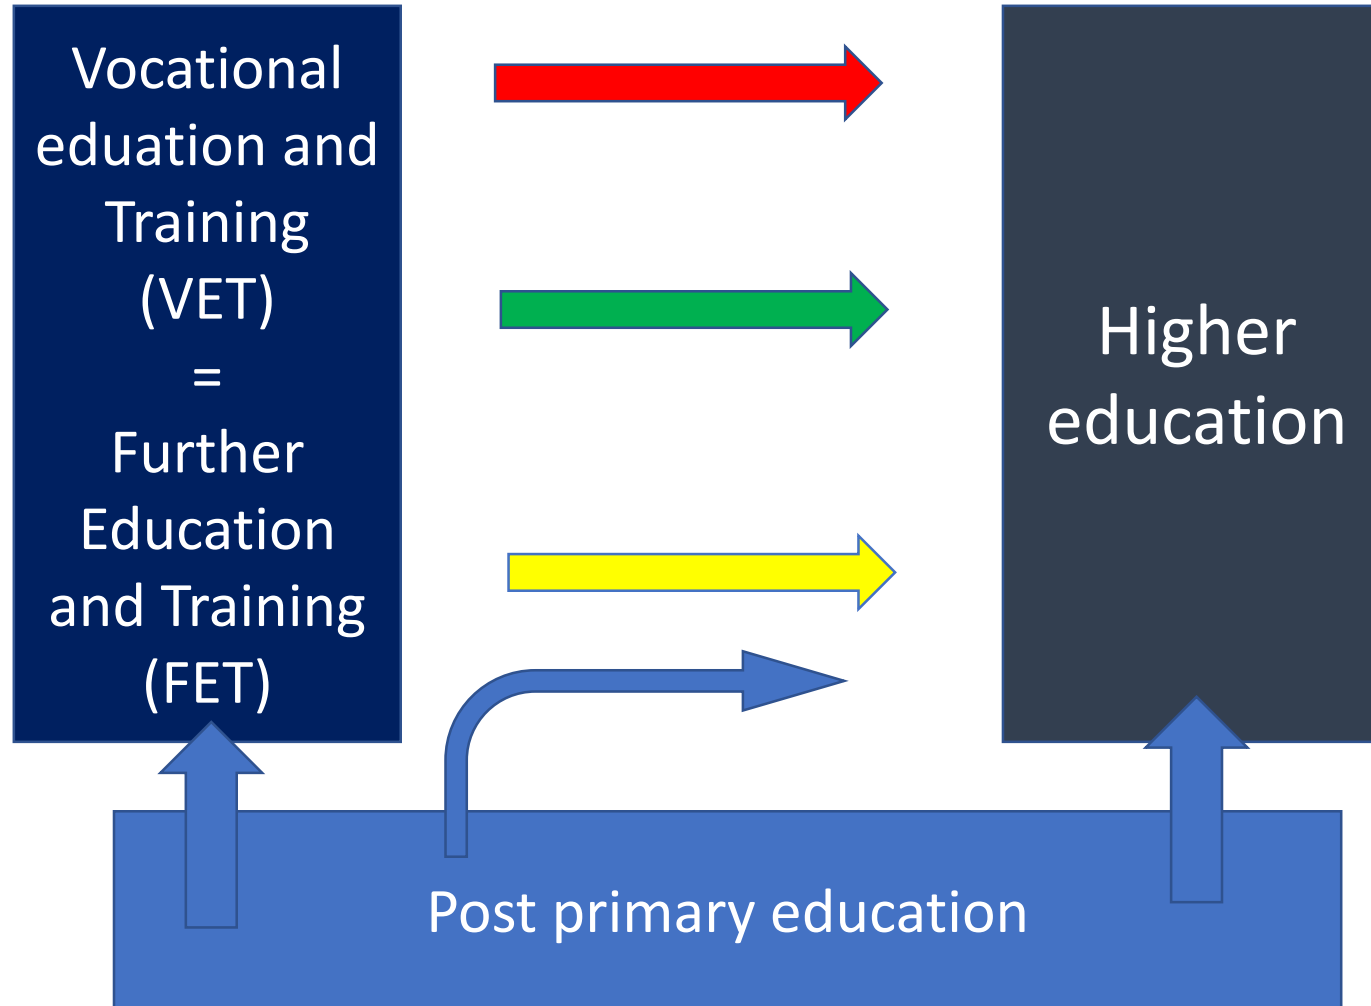 Vocational
eduation and
Training
(VET)
=
Further
Education
and Training
(FET)
Higher
education
Post primary education